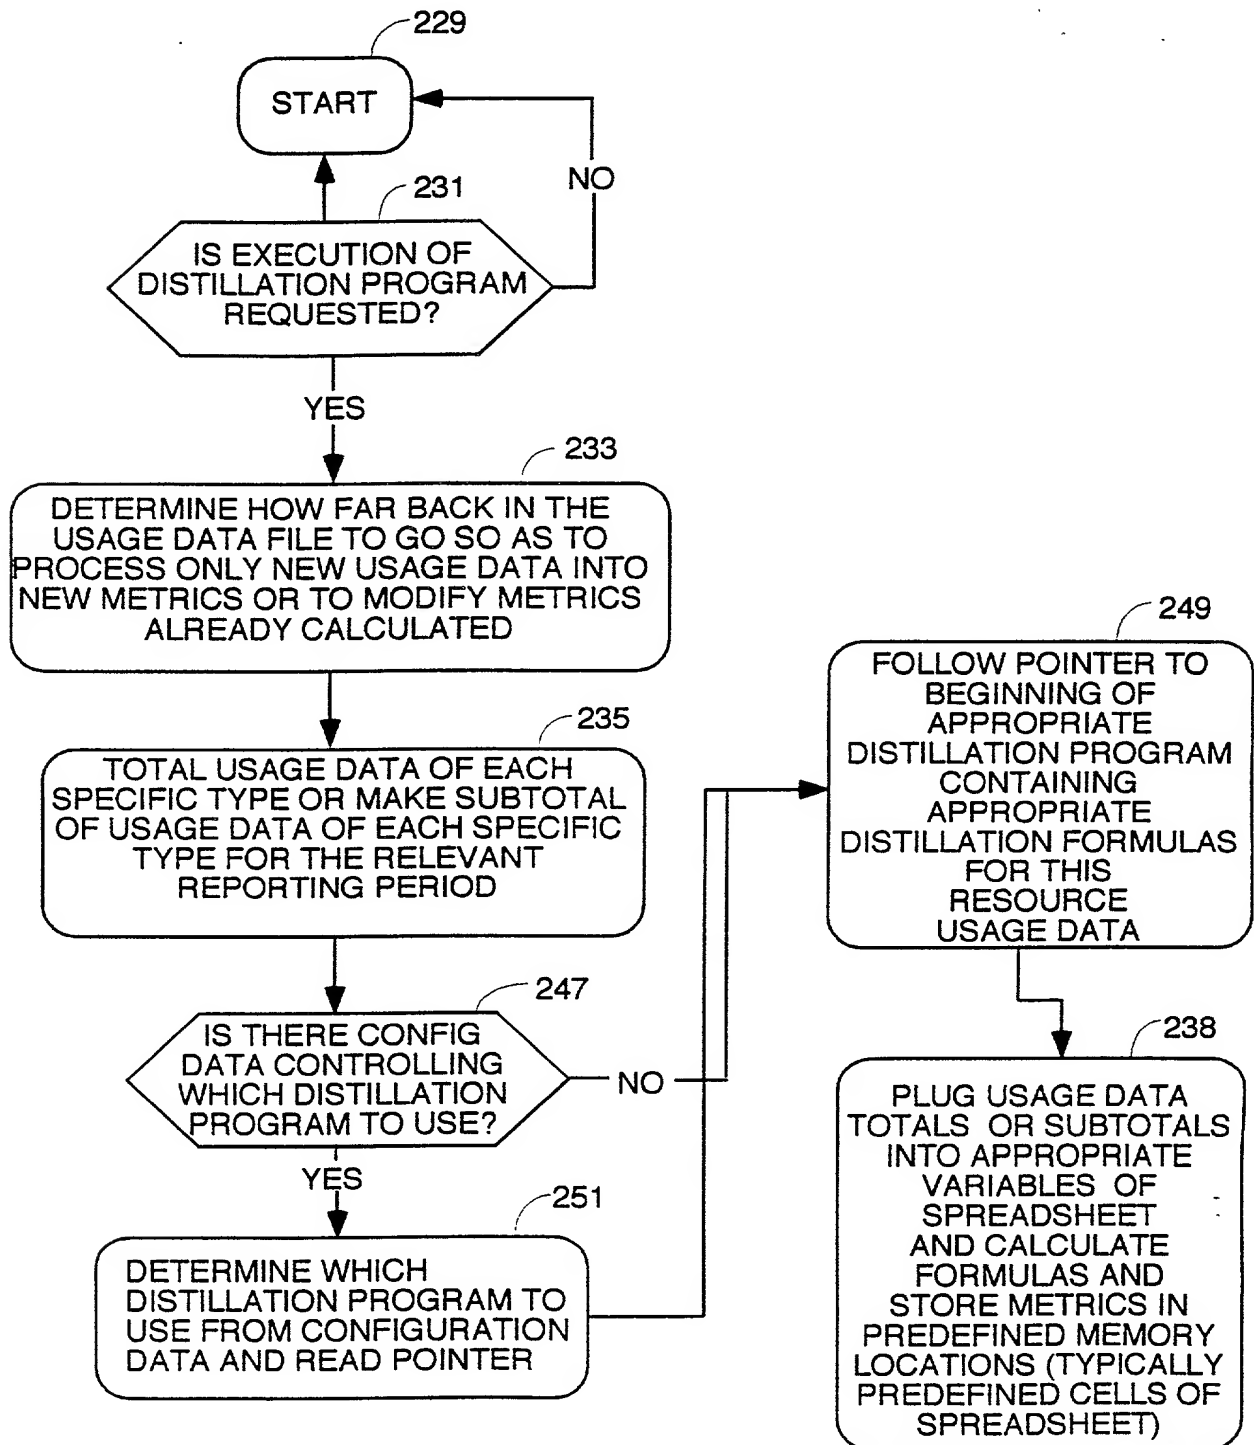 229
START
NO
231
IS EXECUTION OF
DISTILLATION PROGRAM
REQUESTED?
YES
233
DETERMINE HOW FAR BACK IN THE
USAGE DATA FILE TO GO SO AS TO
PROCESS ONLY NEW USAGE DATA INTO
NEW METRICS OR TO MODIFY METRICS
ALREADY CALCULATED
235
TOTAL USAGE DATA OF EACH
SPECIFIC TYPE OR MAKE SUBTOTAL
OF USAGE DATA OF EACH SPECIFIC
TYPE FOR THE RELEVANT
REPORTING PERIOD
247
IS THERE CONFIG
DATA CONTROLLING
WHICH DISTILLATION
PROGRAM TO USE?
NO
YES
251
DETERMINE WHICH
DISTILLATION PROGRAM TO
USE FROM CONFIGURATION
DATA AND READ POINTER
249
FOLLOW POINTER TO
BEGINNING OF
APPROPRIATE
DISTILLATION PROGRAM
CONTAINING
APPROPRIATE
DISTILLATION FORMULAS
FOR THIS
RESOURCE
USAGE DATA
238
PLUG USAGE DATA
TOTALS OR SUBTOTALS
INTO APPROPRIATE
VARIABLES OF
SPREADSHEET
AND CALCULATE
FORMULAS AND
STORE METRICS IN
PREDEFINED MEMORY
LOCATIONS (TYPICALLY
PREDEFINED CELLS OF
SPREADSHEET)